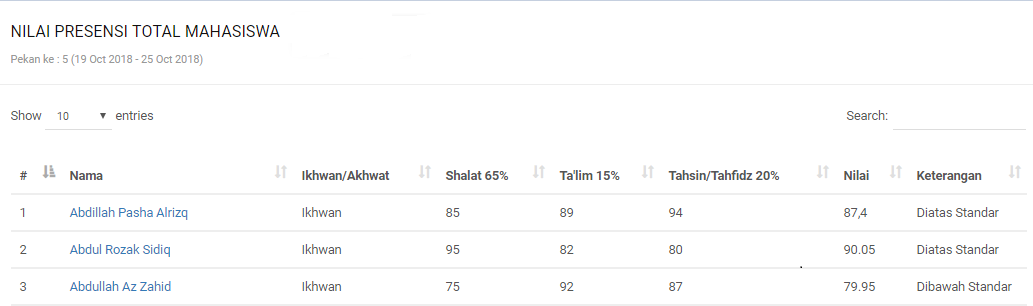 NILAI PRESENSI TOTAL MAHASISWA
Pekan ke : 5 (19 Oct 2018 - 25 Oct 2018)
Show 10 entries Search:
# Nama Ikhwan/Akhwat Shalat 65% Ta'lim 15% Tahsin/Tahfidz 20% Nilai Keterangan
1 Abdillah Pasha Alrizq Ikhwan 85 89 94 87,4 Diatas Standar
2 Abdul Rozak Sidiq Ikhwan 95 82 80 90.05 Diatas Standar
3 Abdullah Az Zahid Ikhwan 75 92 87 79.95 Dibawah Standar